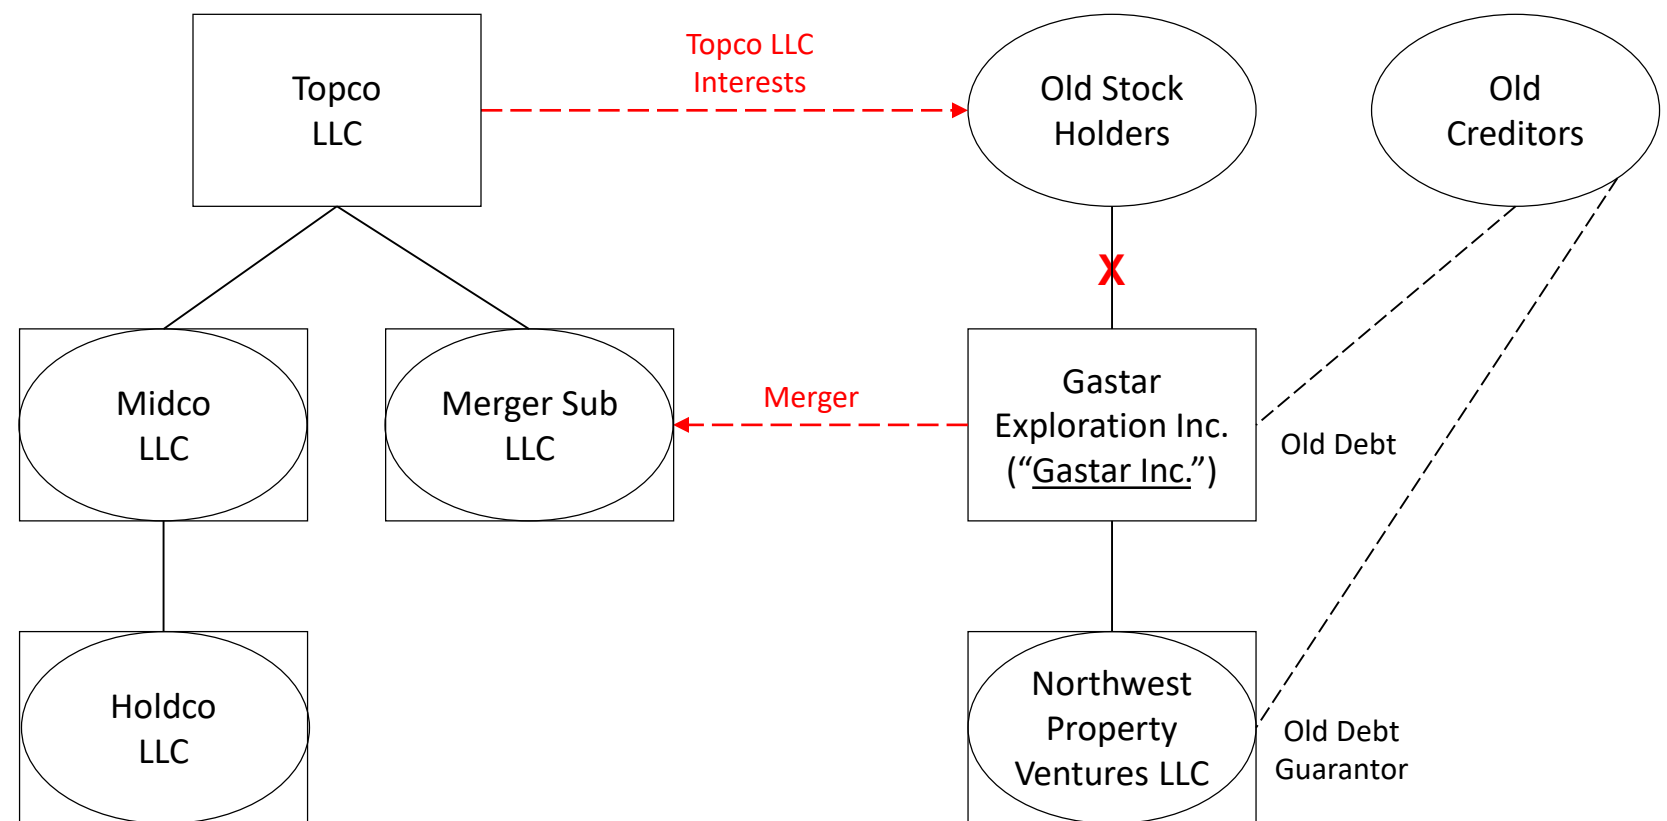 Topco
LLC
Topco LLC
Interests
Old Stock
Holders
Old
Creditors
X
Midco
LLC
Merger Sub
LLC
Merger
Gastar
Exploration Inc.
(“Gastar Inc.”)
Old Debt
Holdco
LLC
Northwest
Property
Ventures LLC
Old Debt
Guarantor